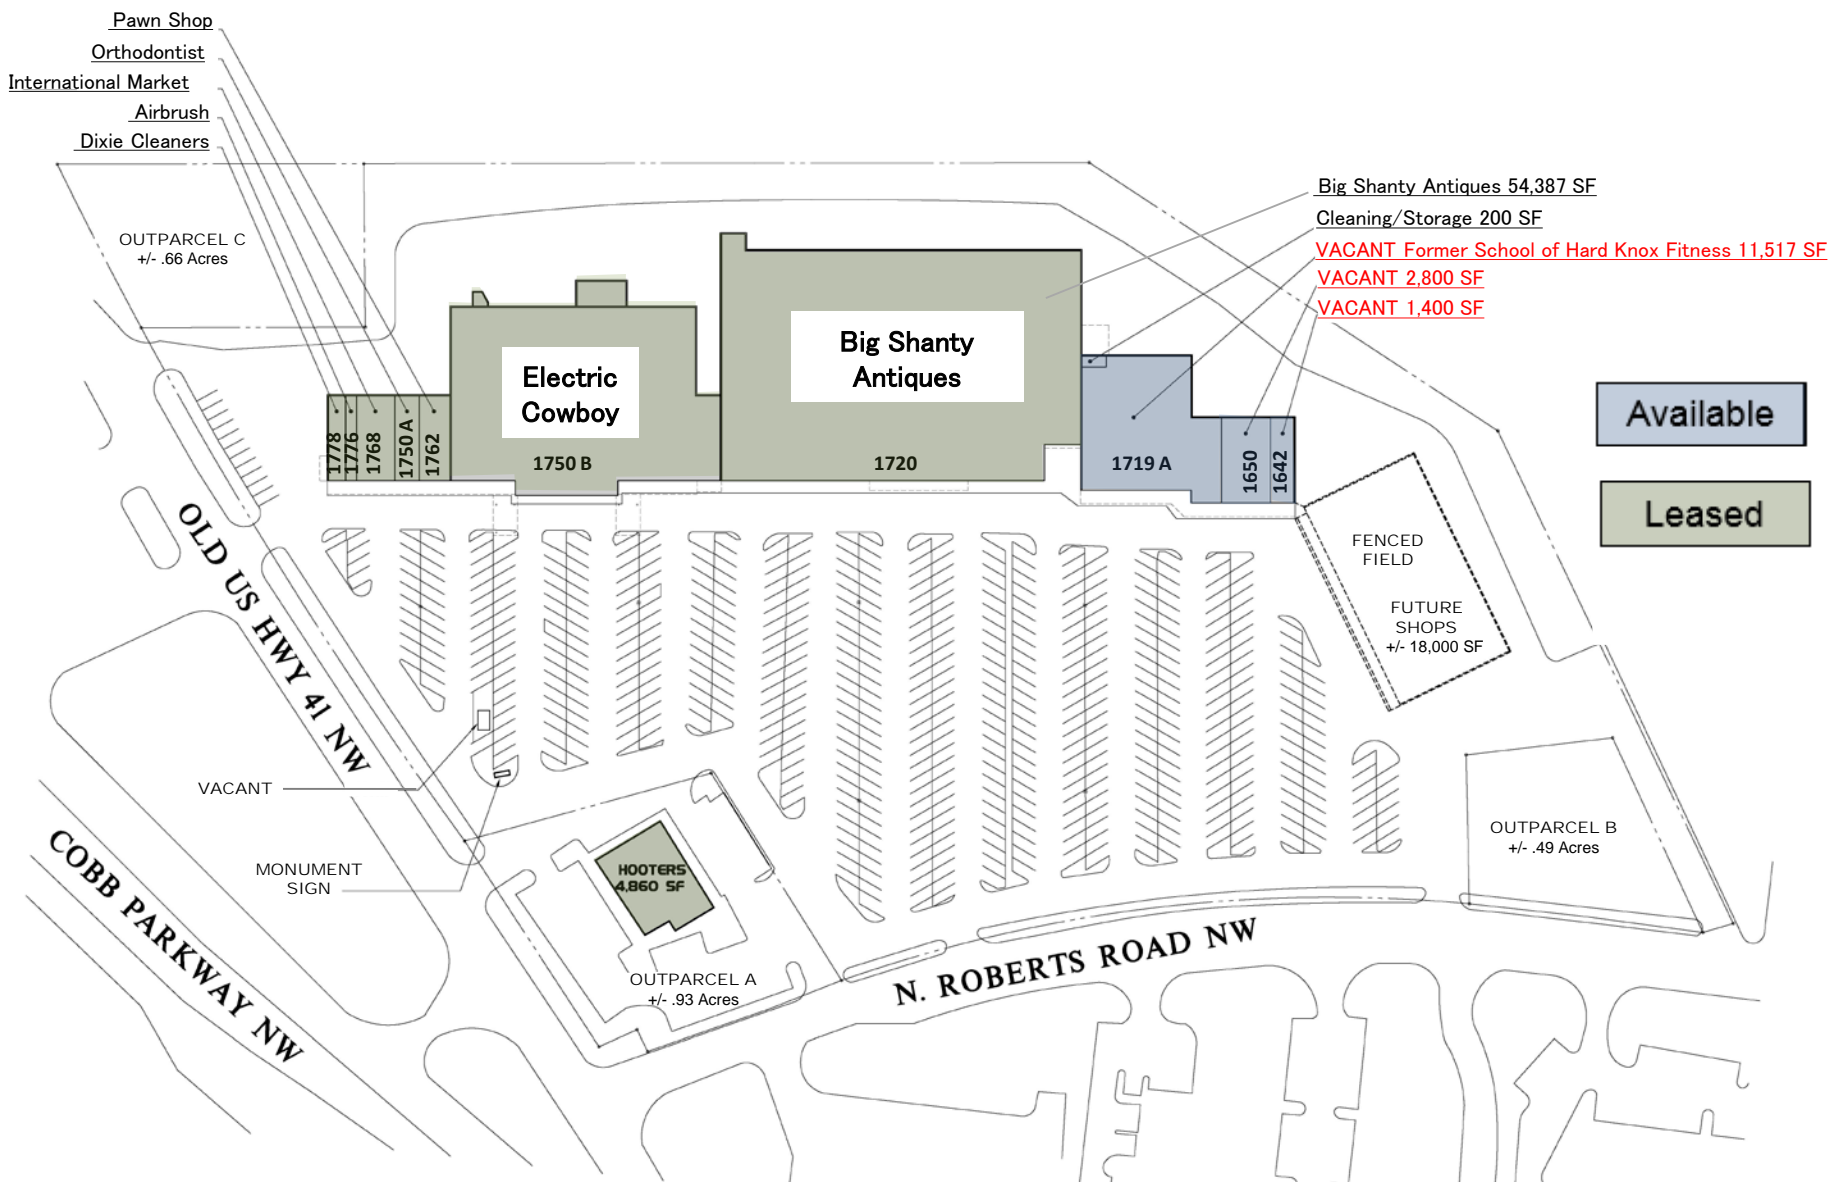 Pawn Shop
Orthodontist
International Market
Airbrush
Dixie Cleaners
OUTPARCEL C
+/- .66 Acres
Big Shanty Antiques 54,387 SF
Cleaning/Storage 200 SF
VACANT Former School of Hard Knox Fitness 11,517 SF
VACANT 2,800 SF
VACANT 1,400 SF
Electric
Cowboy
Big Shanty
Antiques
1778
1776
1768
1750 A
1762
1750 B
1720
1719 A
1650
1642
Available
Leased
FENCED
FIELD
FUTURE
SHOPS
+/- 18,000 SF
OLD US HWY 41 NW
VACANT
MONUMENT
SIGN
COBB PARKWAY NW
HOOTERS
4,860 SF
OUTPARCEL A
+/- .93 Acres
OUTPARCEL B
+/- .49 Acres
N. ROBERTS ROAD NW